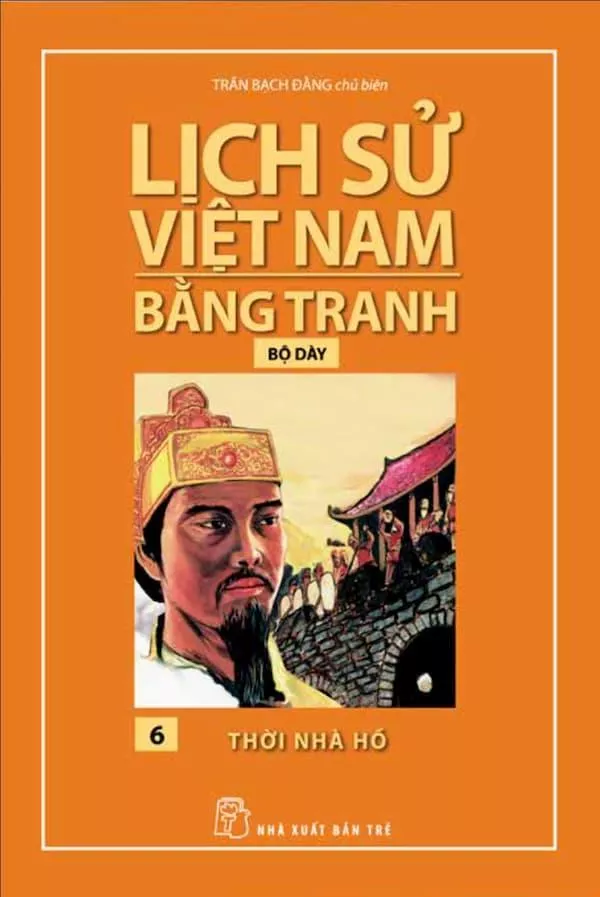 TRẦN BẠCH ĐẰNG chủ biên
LỊCH SỬ
VIỆT NAM
BẰNG TRANH
BỘ DÀY
6 THỜI NHÀ HỒ
NHÀ XUẤT BẢN TRẺ